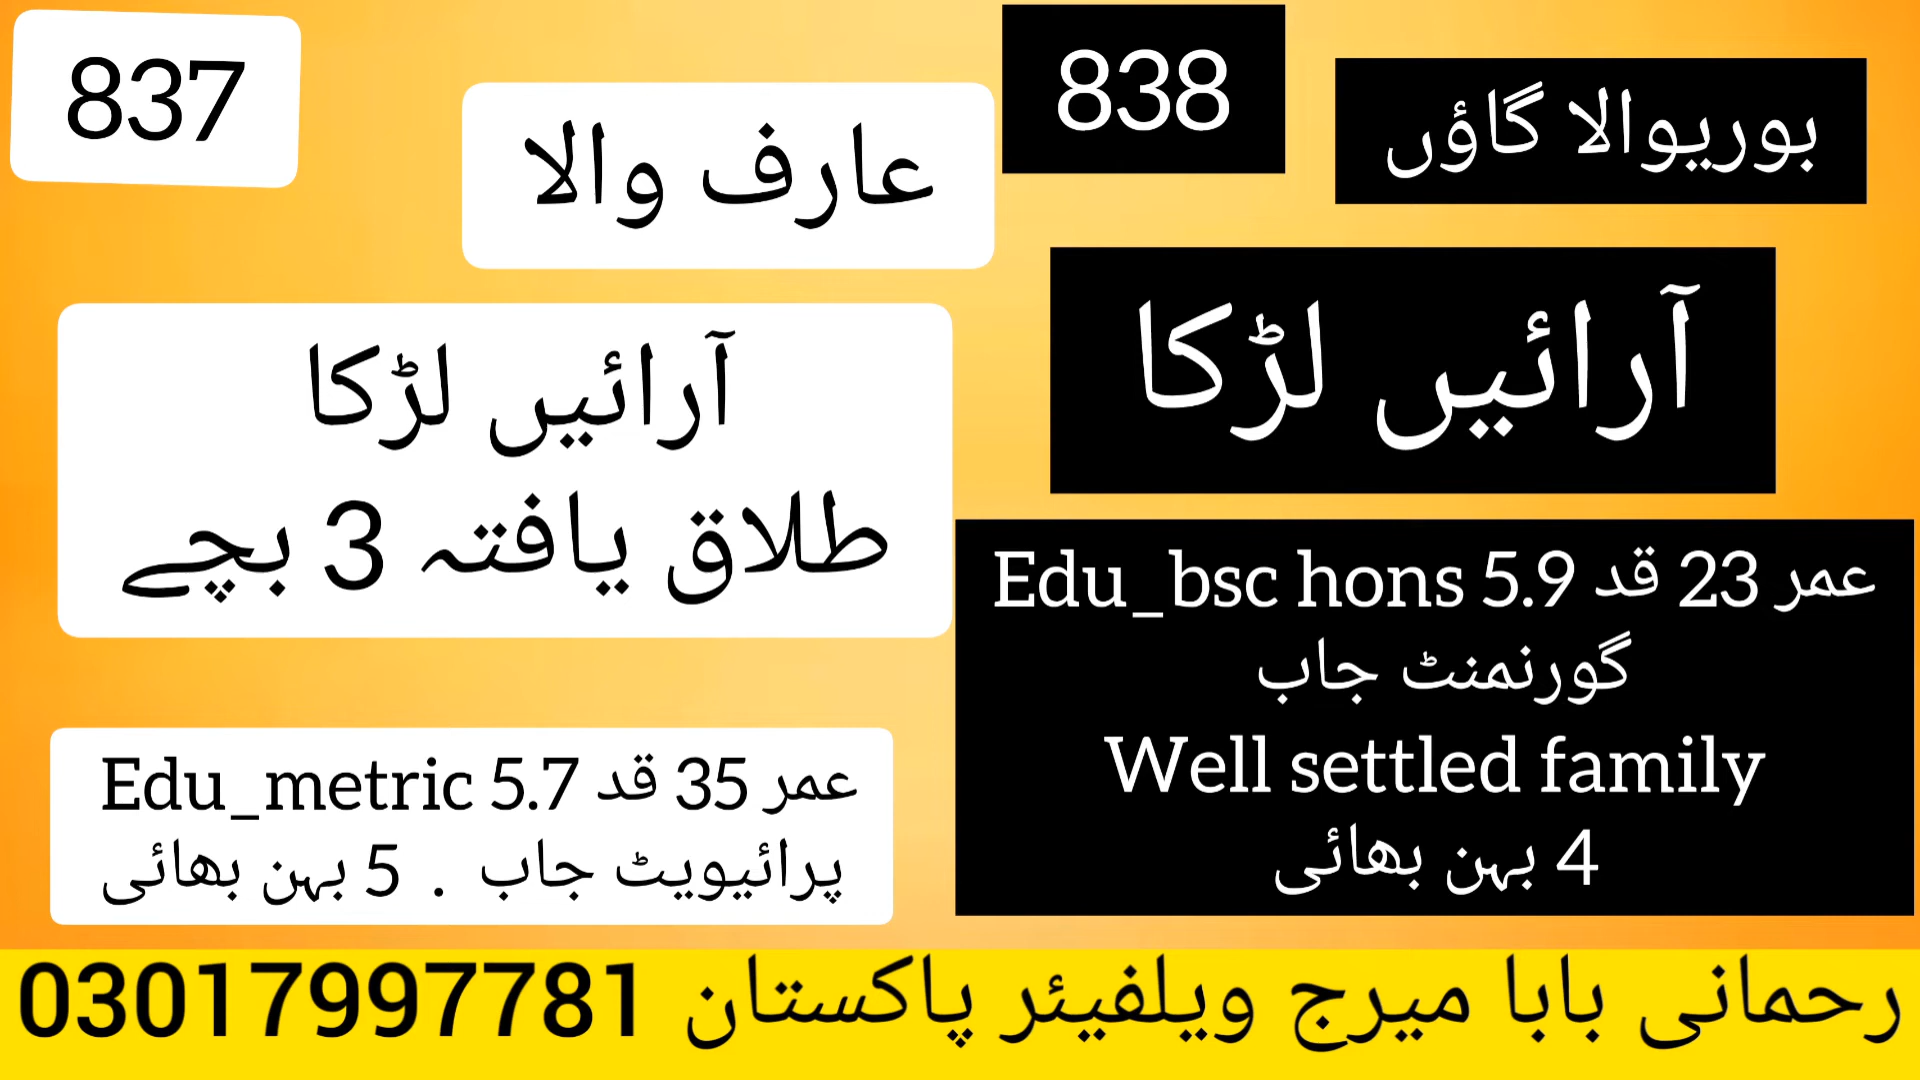 837
عارف والا
آرائیں لڑکا
طلاق یافتہ 3 بچے
عمر 35 قد 5.7 Edu_metric
پرائیویٹ جاب . 5 بہن بھائی
838
بوریوالا گاؤں
آرائیں لڑکا
عمر 23 قد 5.9 Edu_bsc hons
گورنمنٹ جاب
Well settled family
4 بہن بھائی
رحمانی بابا میرج ویلفیئر پاکستان 03017997781